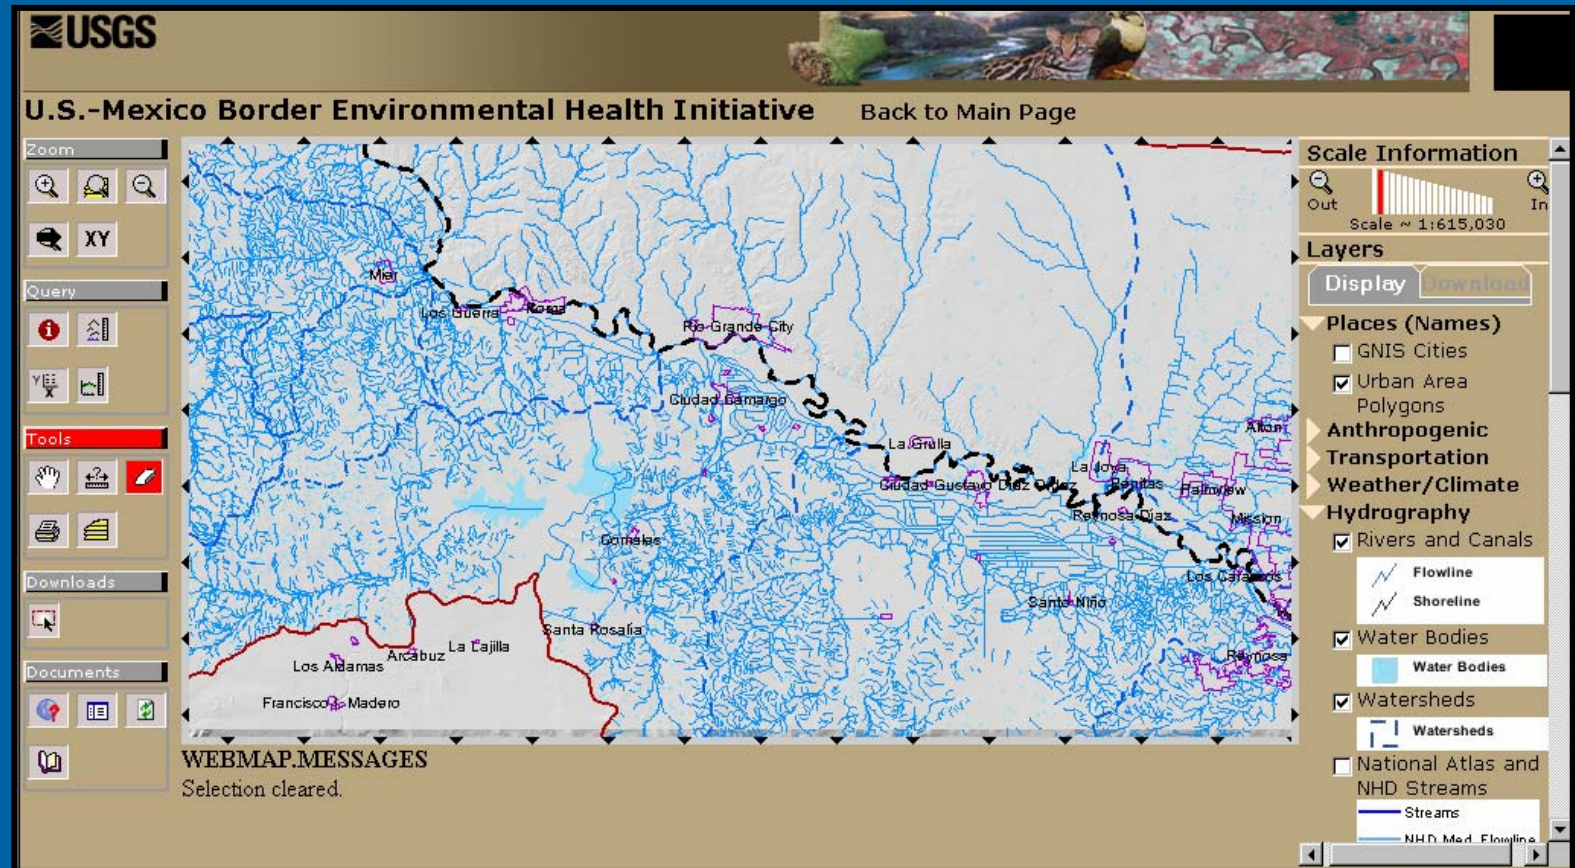 USGS
U.S.-Mexico Border Environmental Health Initiative Back to Main Page
Zoom
XY
Query
Tools
Downloads
Documents
Mier
Los Guerra
Roma
Rio Grande City
Ciudad Camargo
La Grulla
Alton
La Joya
Ciudad Gustavo Diaz Ordaz
Penitas
Palmview
Reynosa Diaz
Mission
Comales
Santo Niño
Santa Rosalia
Reynosa
Los Aldamas
Arcabuz
La Lajilla
Francisco Madero
WEBMAP.MESSAGES
Selection cleared.
Scale Information
Out
In
Scale ~ 1:615,030
Layers
Display
Download
Places (Names)
GNIS Cities
Urban Area
Polygons
Anthropogenic
Transportation
Weather/Climate
Hydrography
Rivers and Canals
Flowline
Shoreline
Water Bodies
Water Bodies
Watersheds
Watersheds
National Atlas and
NHD Streams
Streams
NHD Med. Flowline